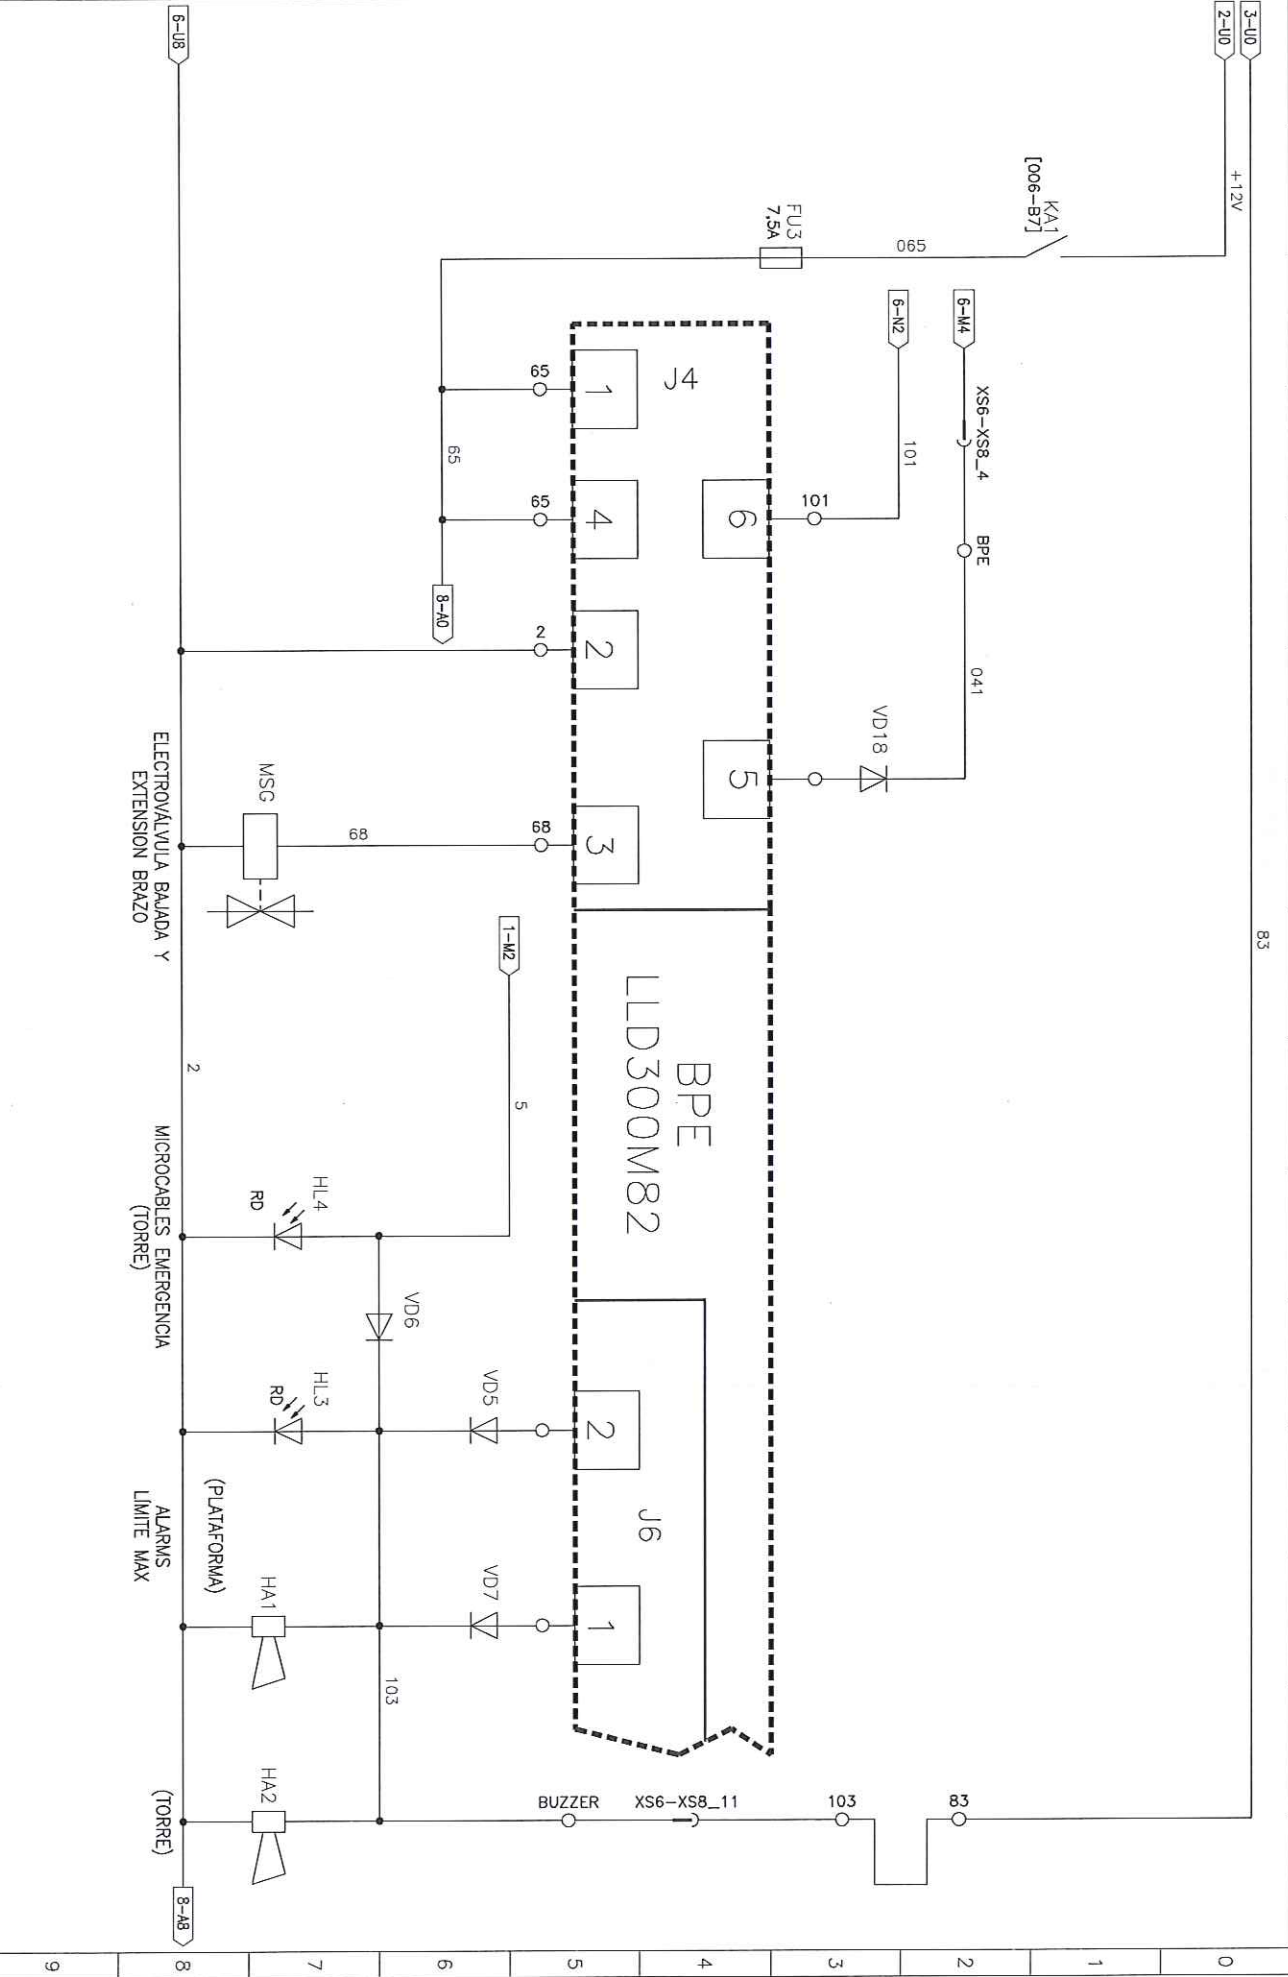 3-U0
2-U0
+12V
83
KA1
[006-B7]
065
FU3
7,5A
6-M4
XS6-XS8_4
BPE
041
VD18
6-N2
101
101
65
65
65
8-A0
2
68
68
J4
1
4
2
3
6
5
BPE
LLD300M82
J6
2
1
VD5
VD7
1-M2
5
BUZZER
XS6-XS8_11
103
83
VD6
103
HL4
RD
HL3
RD
MSG
HA1
HA2
6-U8
2
8-A8
ELECTROVÁLVULA BAJADA Y
EXTENSION BRAZO
MICROCABLES EMERGENCIA
(TORRE)
(PLATAFORMA)
ALARMS
LÍMITE MAX
(TORRE)
0
1
2
3
4
5
6
7
8
9